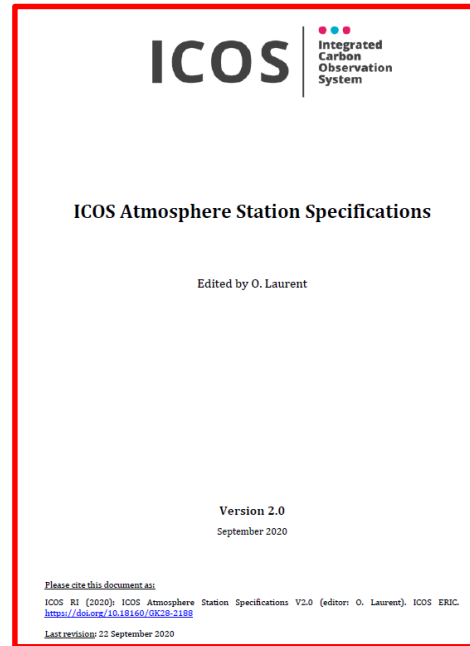 ICOS
Integrated
Carbon
Observation
System
ICOS Atmosphere Station Specifications
Edited by O. Laurent
Version 2.0
September 2020
Please cite this document as:
ICOS RI (2020): ICOS Atmosphere Station Specifications V2.0 (editor: O. Laurent). ICOS ERIC.
https://doi.org/10.18160/GK28-2188
Last revision: 22 September 2020